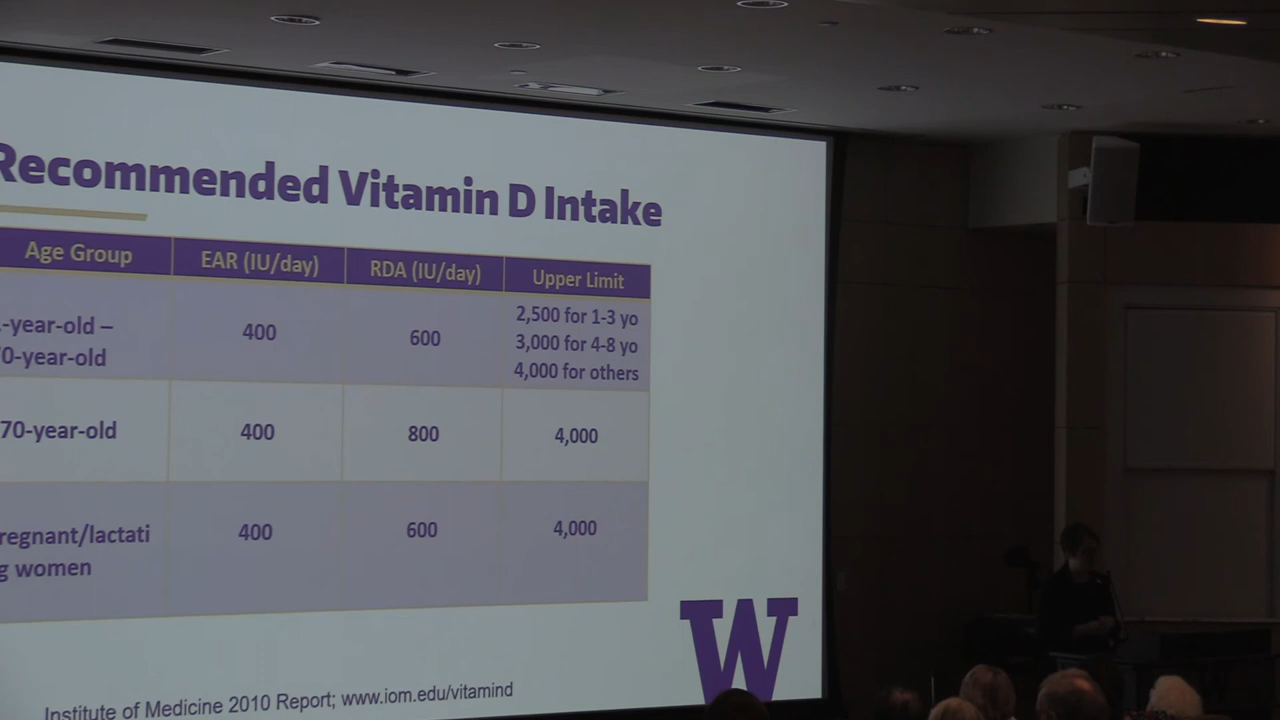 Recommended Vitamin D Intake
Age Group EAR (IU/day) RDA (IU/day) Upper Limit
-year-old –
0-year-old
400
600
2,500 for 1-3 yo
3,000 for 4-8 yo
4,000 for others
70-year-old
400
800
4,000
regnant/lactati
g women
400
600
4,000
W
Institute of Medicine 2010 Report; www.iom.edu/vitamind